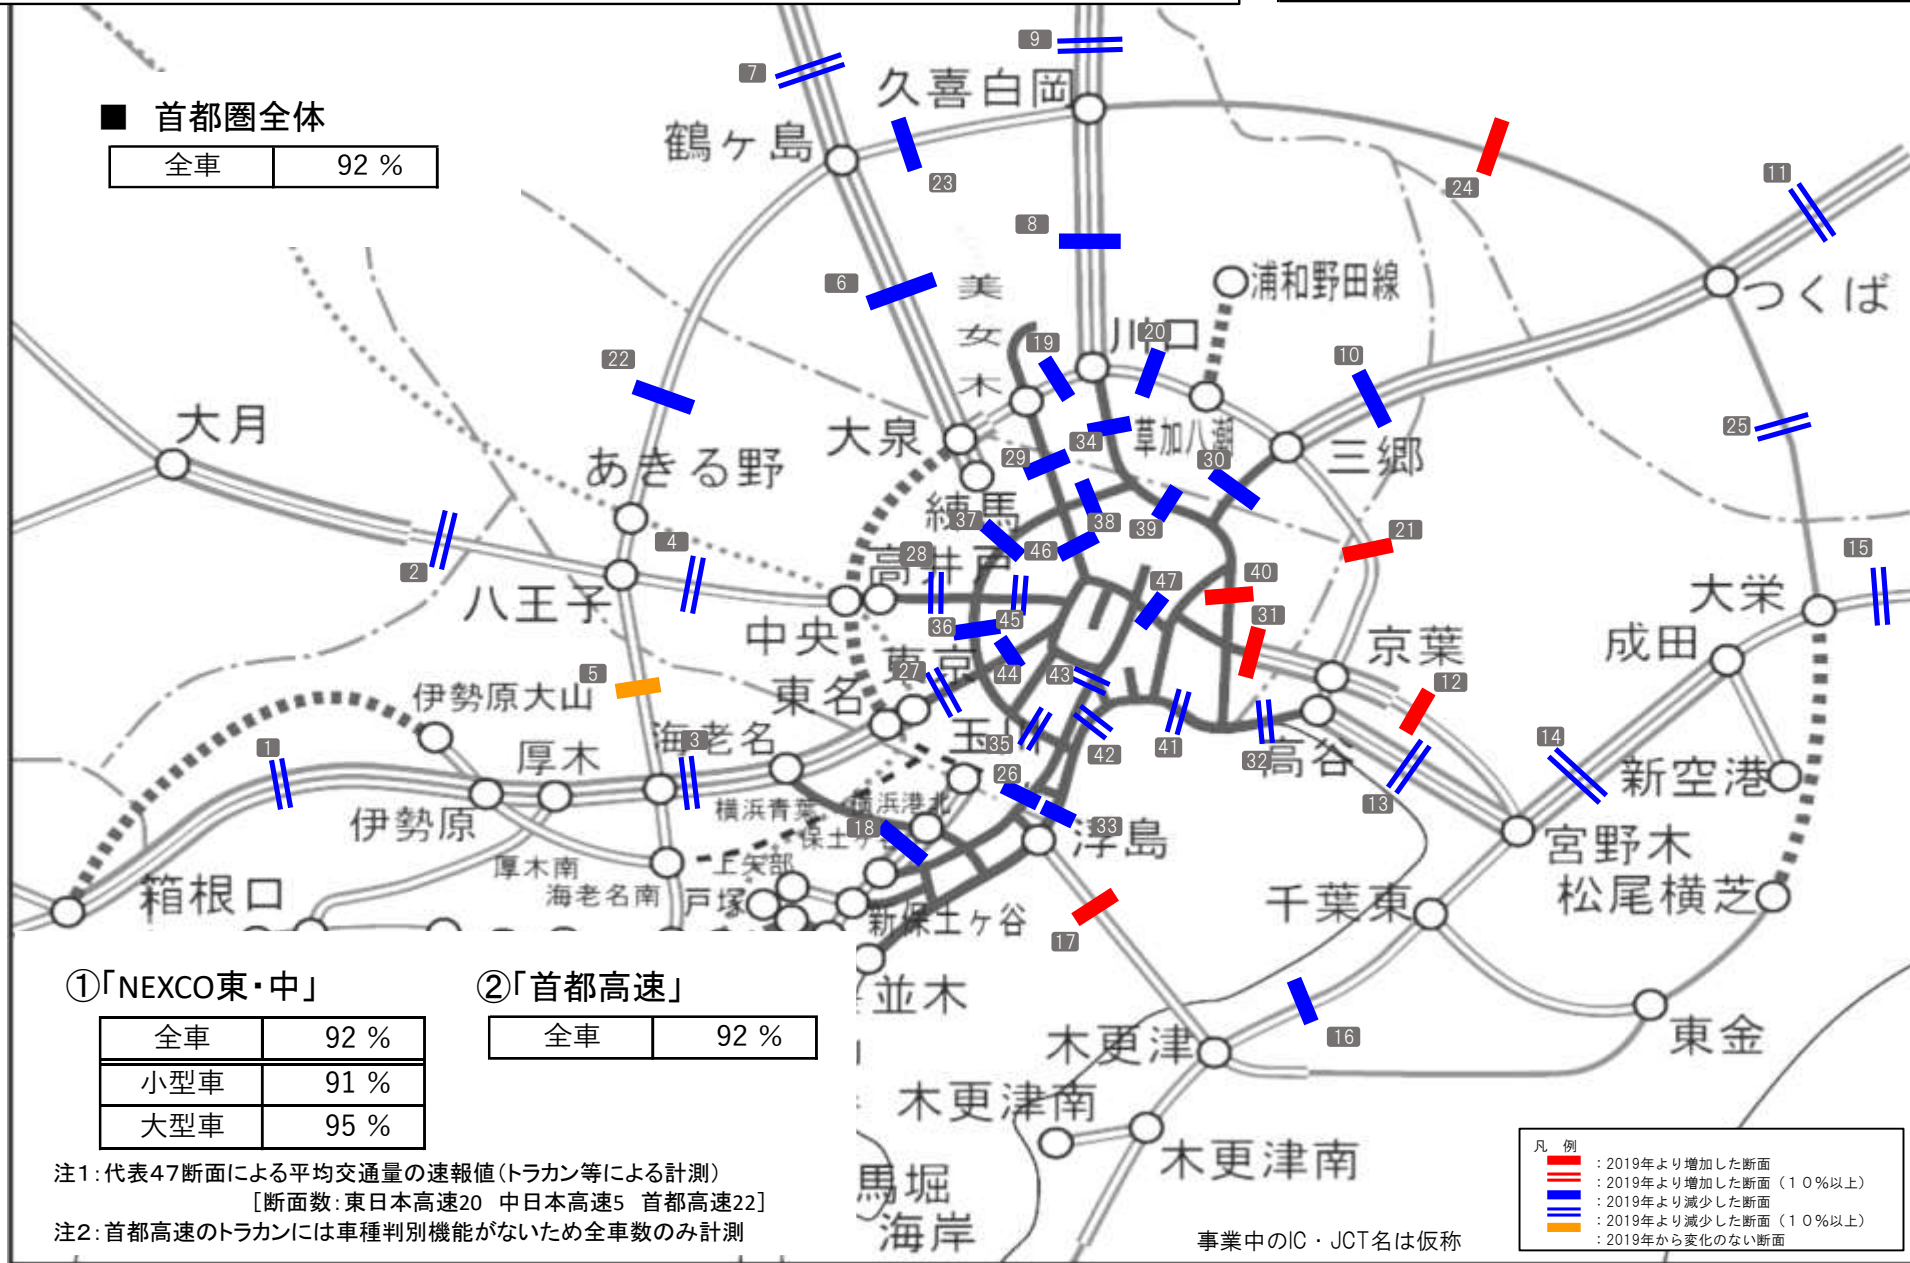 ■ 首都圏全体
全車 92 %
7
9
久喜白岡
鶴ヶ島
23
24
11
8
6
美女木
浦和野田線
つくば
22
19
川口
20
10
大月
あきる野
大泉
34
草加八潮
29
30
三郷
25
2
4
練馬
37
38
39
21
八王子
28
高井戸
46
47
40
15
大栄
中央
36
45
31
京葉
成田
5
伊勢原大山
27
東京
44
43
12
東名
海老名
3
1
厚木
玉川
35
42
41
32
高谷
14
新空港
伊勢原
横浜青葉
横浜港北
26
13
18
保土ヶ谷
33
浮島
宮野木
厚木南
上矢部
箱根口
海老名南
戸塚
新保土ヶ谷
千葉東
松尾横芝
17
並木
16
木更津
東金
木更津南
木更津南
馬堀
海岸
①「NEXCO東・中」
全車 92 %
小型車 91 %
大型車 95 %
②「首都高速」
全車 92 %
注1:代表47断面による平均交通量の速報値(トラカン等による計測)
[断面数:東日本高速20 中日本高速5 首都高速22]
注2:首都高速のトラカンには車種判別機能がないため全車数のみ計測
事業中のIC・JCT名は仮称
凡 例
:2019年より増加した断面
:2019年より増加した断面(10%以上)
:2019年より減少した断面
:2019年より減少した断面(10%以上)
:2019年から変化のない断面